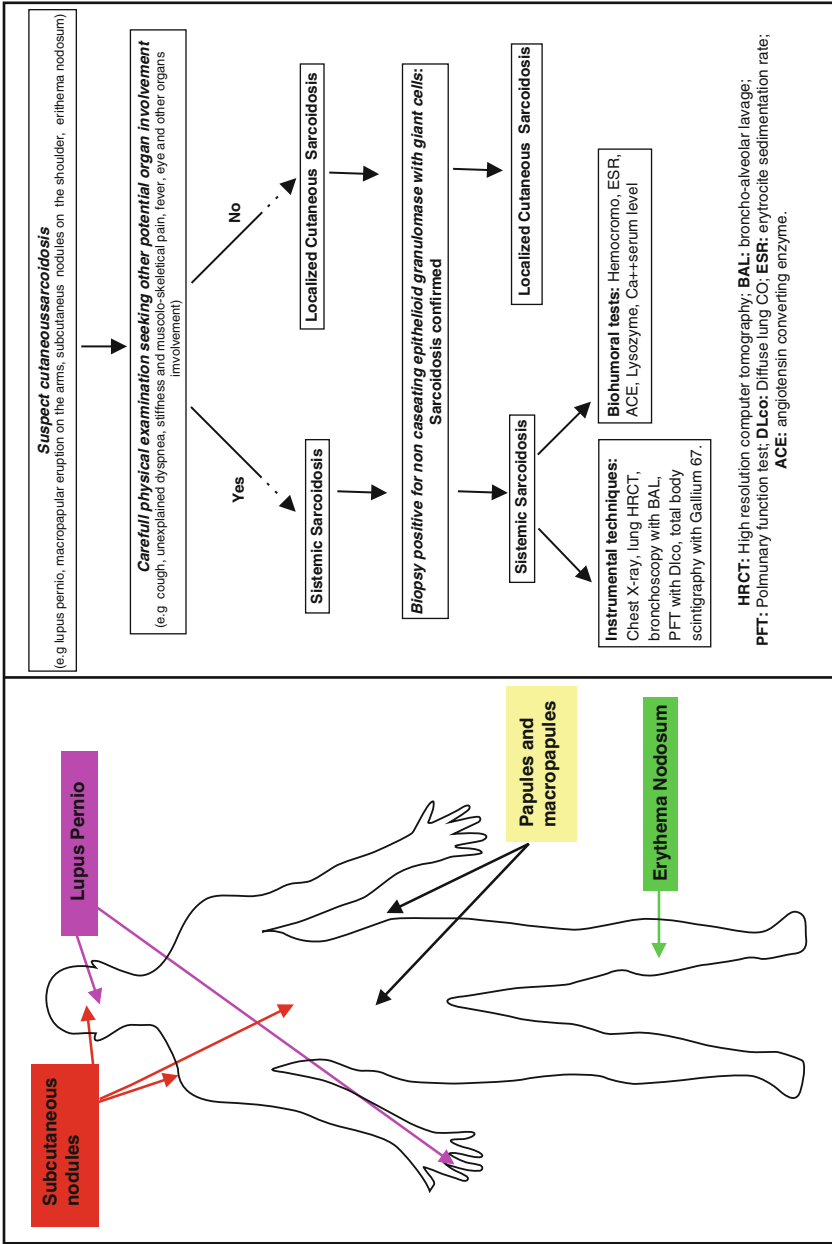 Subcutaneous
nodules
Lupus Pernio
Papules and
macropapules
Erythema Nodosum
Suspect cutaneoussarcoidosis
(e.g lupus pernio, macropapular eruption on the arms, subcutaneus nodules on the shoulder, erithema nodosum)
Carefull physical examination seeking other potential organ involvement
(e.g cough, unexplained dyspnea, stiffness and muscolo-skeletal pain, fever, eye and other organs
imvolvement)
Yes
No
Sistemic Sarcoidosis
Localized Cutaneous Sarcoidosis
Biopsy positive for non caseating epithelioid granulomase with giant cells:
Sarcoidosis confirmed
Sistemic Sarcoidosis
Localized Cutaneous Sarcoidosis
Instrumental techniques:
Chest X-ray, lung HRCT,
bronchoscopy with BAL,
PFT with Dlco, total body
scintigraphy with Gallium 67.
Biohumoral tests: Hemocromo, ESR,
ACE, Lysozyme, Ca++serum level
HRCT: High resolution computer tomography; BAL: broncho-alveolar lavage;
PFT: Polmunary function test; DLco: Diffuse lung CO; ESR: erytrocite sedimentation rate;
ACE: angiotensin converting enzyme.